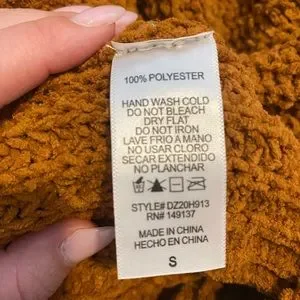 100% POLYESTER
HAND WASH COLD
DO NOT BLEACH
DRY FLAT
DO NOT IRON
LAVE FRIO A MANO
NO USAR CLORO
SECAR EXTENDIDO
NO PLANCHAR
STYLE# DZ20H913
RN# 149137
MADE IN CHINA
HECHO EN CHINA
S